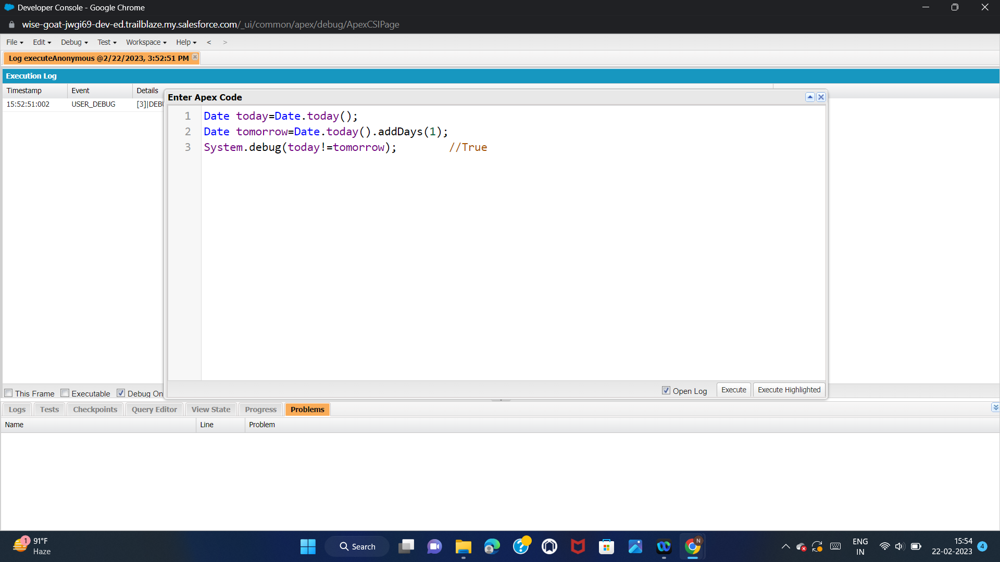 Developer Console - Google Chrome
wise-goat-jwgi69-dev-ed.trailblaze.my.salesforce.com/_ui/common/apex/debug/ApexCSIPage
File Edit Debug Test Workspace Help < >
Log executeAnonymous @2/22/2023, 3:52:51 PM
Execution Log
Timestamp Event Details
15:52:51:002 USER_DEBUG [3]|DEBU
Enter Apex Code
1 Date today=Date.today();
2 Date tomorrow=Date.today().addDays(1);
3 System.debug(today!=tomorrow); //True
This Frame Executable Debug On
Open Log Execute Execute Highlighted
Logs Tests Checkpoints Query Editor View State Progress Problems
Name Line Problem
1 91°F
Haze
Search
N
ENG
IN
15:54
22-02-2023
4